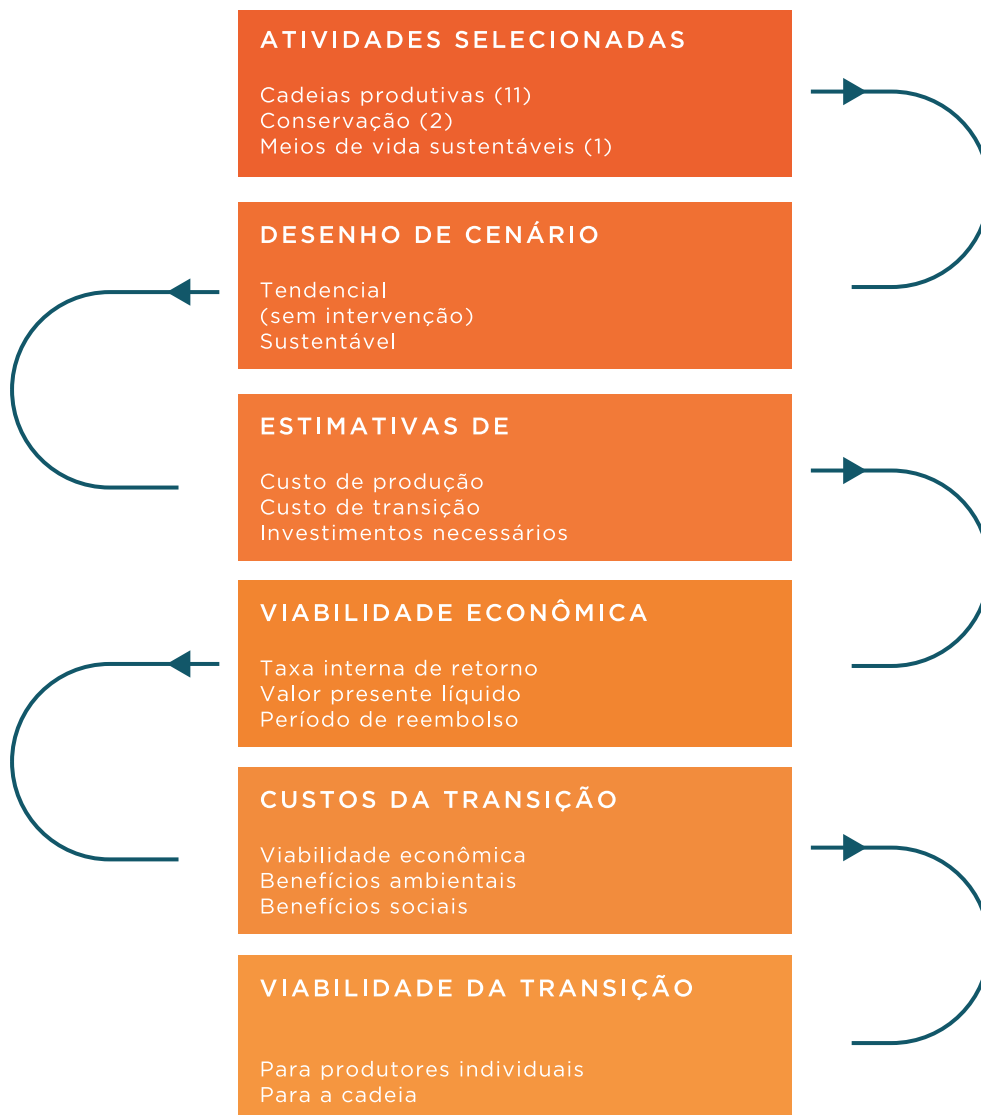 ATIVIDADES SELECIONADAS
Cadeias produtivas (11)
Conservação (2)
Meios de vida sustentáveis (1)
DESENHO DE CENÁRIO
Tendencial
(sem intervenção)
Sustentável
ESTIMATIVAS DE
Custo de produção
Custo de transição
Investimentos necessários
VIABILIDADE ECONÔMICA
Taxa interna de retorno
Valor presente líquido
Período de reembolso
CUSTOS DA TRANSIÇÃO
Viabilidade econômica
Benefícios ambientais
Benefícios sociais
VIABILIDADE DA TRANSIÇÃO
Para produtores individuais
Para a cadeia